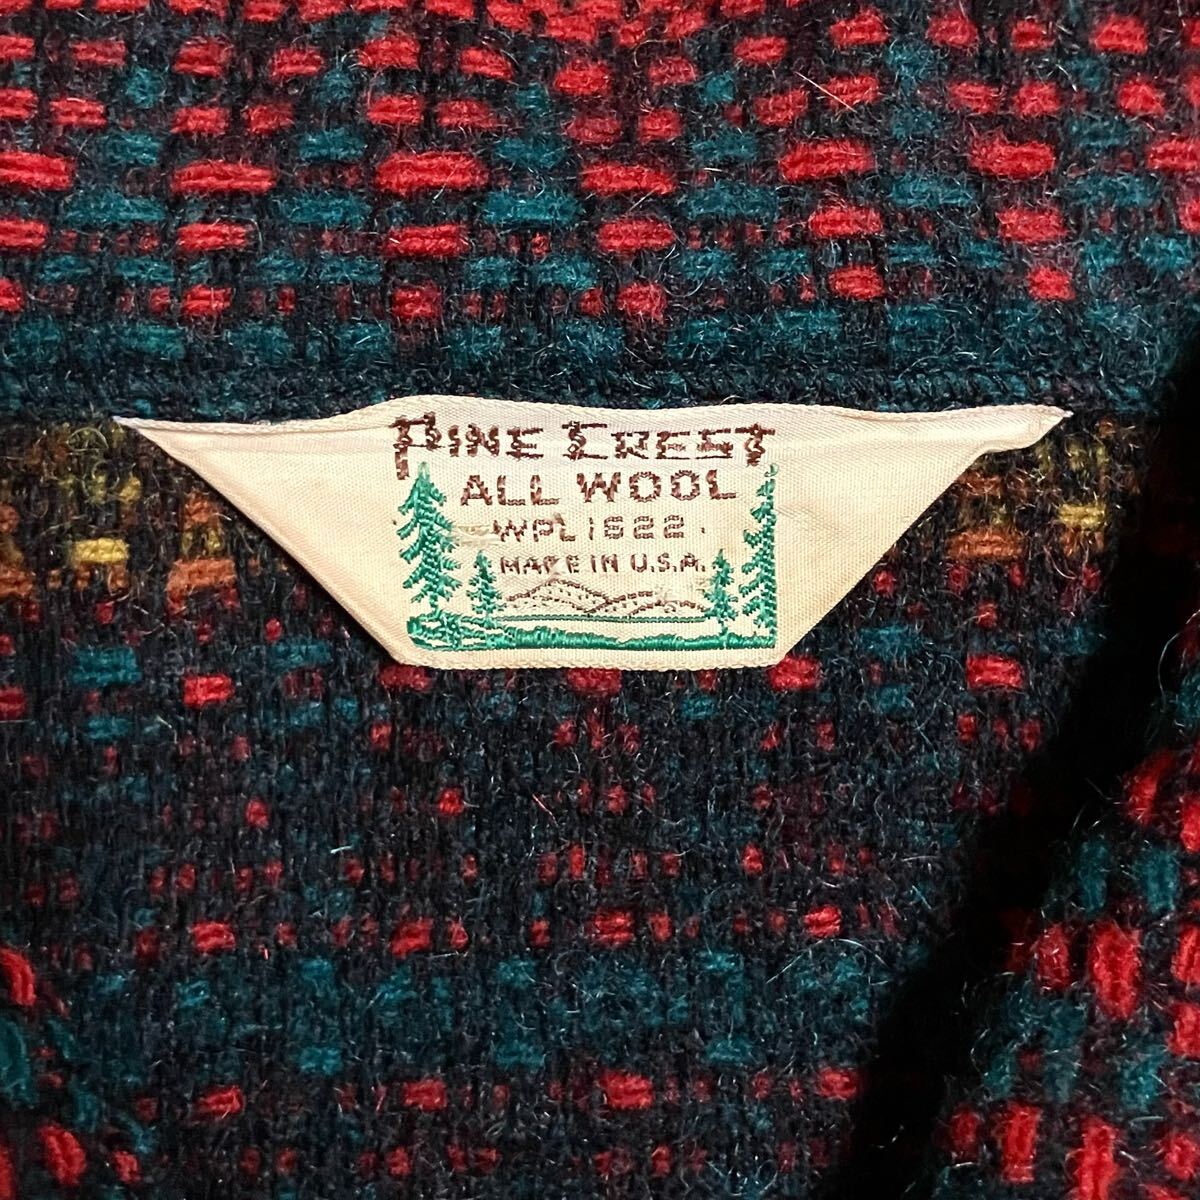 PINE CREST
ALL WOOL
WPL 1622
MADE IN U.S.A.